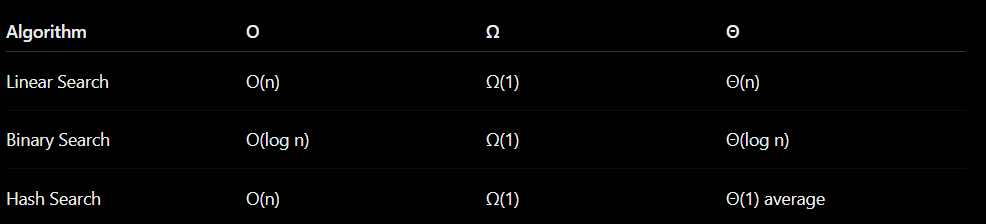 Algorithm O Ω Θ
Linear Search O(n) Ω(1) Θ(n)
Binary Search O(log n) Ω(1) Θ(log n)
Hash Search O(n) Ω(1) Θ(1) average